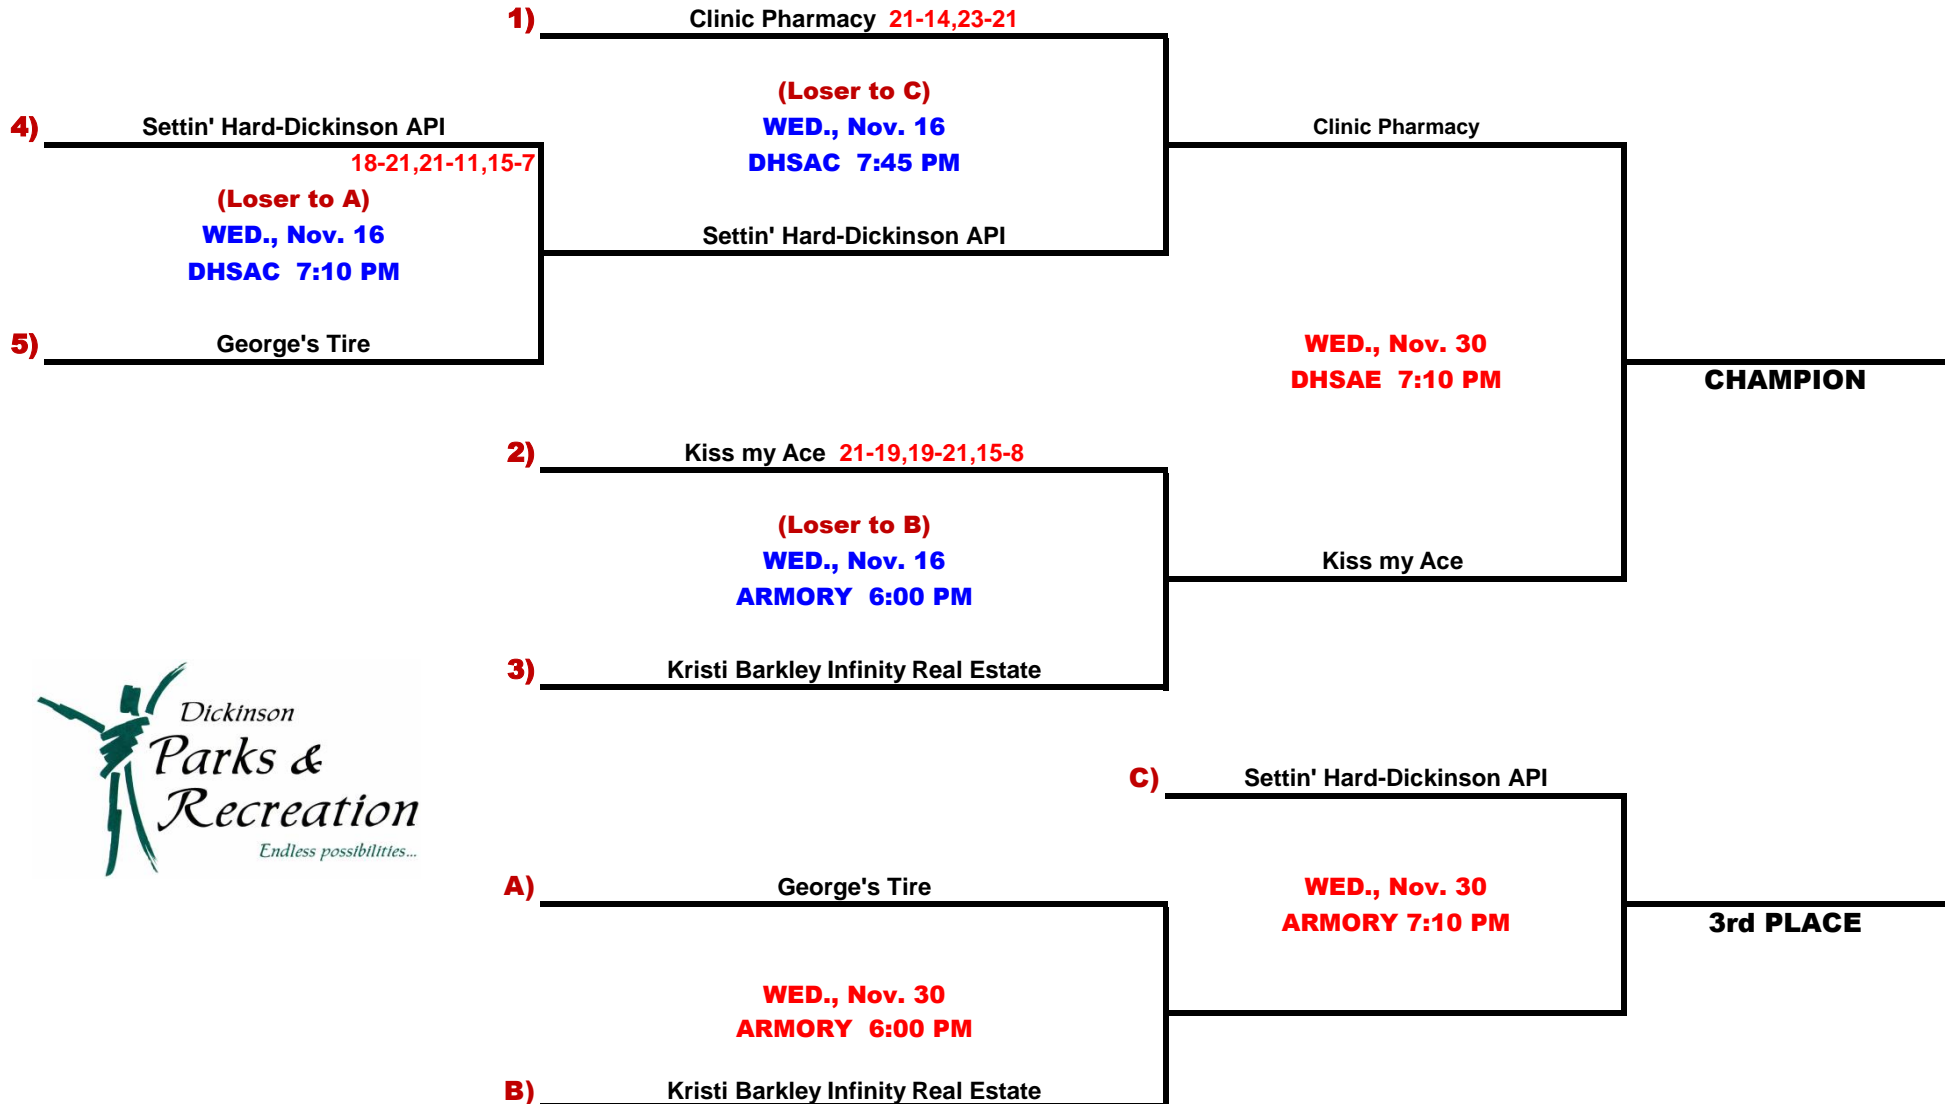 1) Clinic Pharmacy 21-14,23-21
(Loser to C)
WED., Nov. 16
DHSAC 7:45 PM
4) Settin' Hard-Dickinson API
18-21,21-11,15-7
(Loser to A)
WED., Nov. 16
DHSAC 7:10 PM
Settin' Hard-Dickinson API
5) George's Tire
Clinic Pharmacy
WED., Nov. 30
DHSAE 7:10 PM
CHAMPION
2) Kiss my Ace 21-19,19-21,15-8
(Loser to B)
WED., Nov. 16
ARMORY 6:00 PM
Kiss my Ace
3) Kristi Barkley Infinity Real Estate
Dickinson
Parks &
Recreation
Endless possibilities...
C) Settin' Hard-Dickinson API
A) George's Tire
WED., Nov. 30
ARMORY 7:10 PM
3rd PLACE
WED., Nov. 30
ARMORY 6:00 PM
B) Kristi Barkley Infinity Real Estate